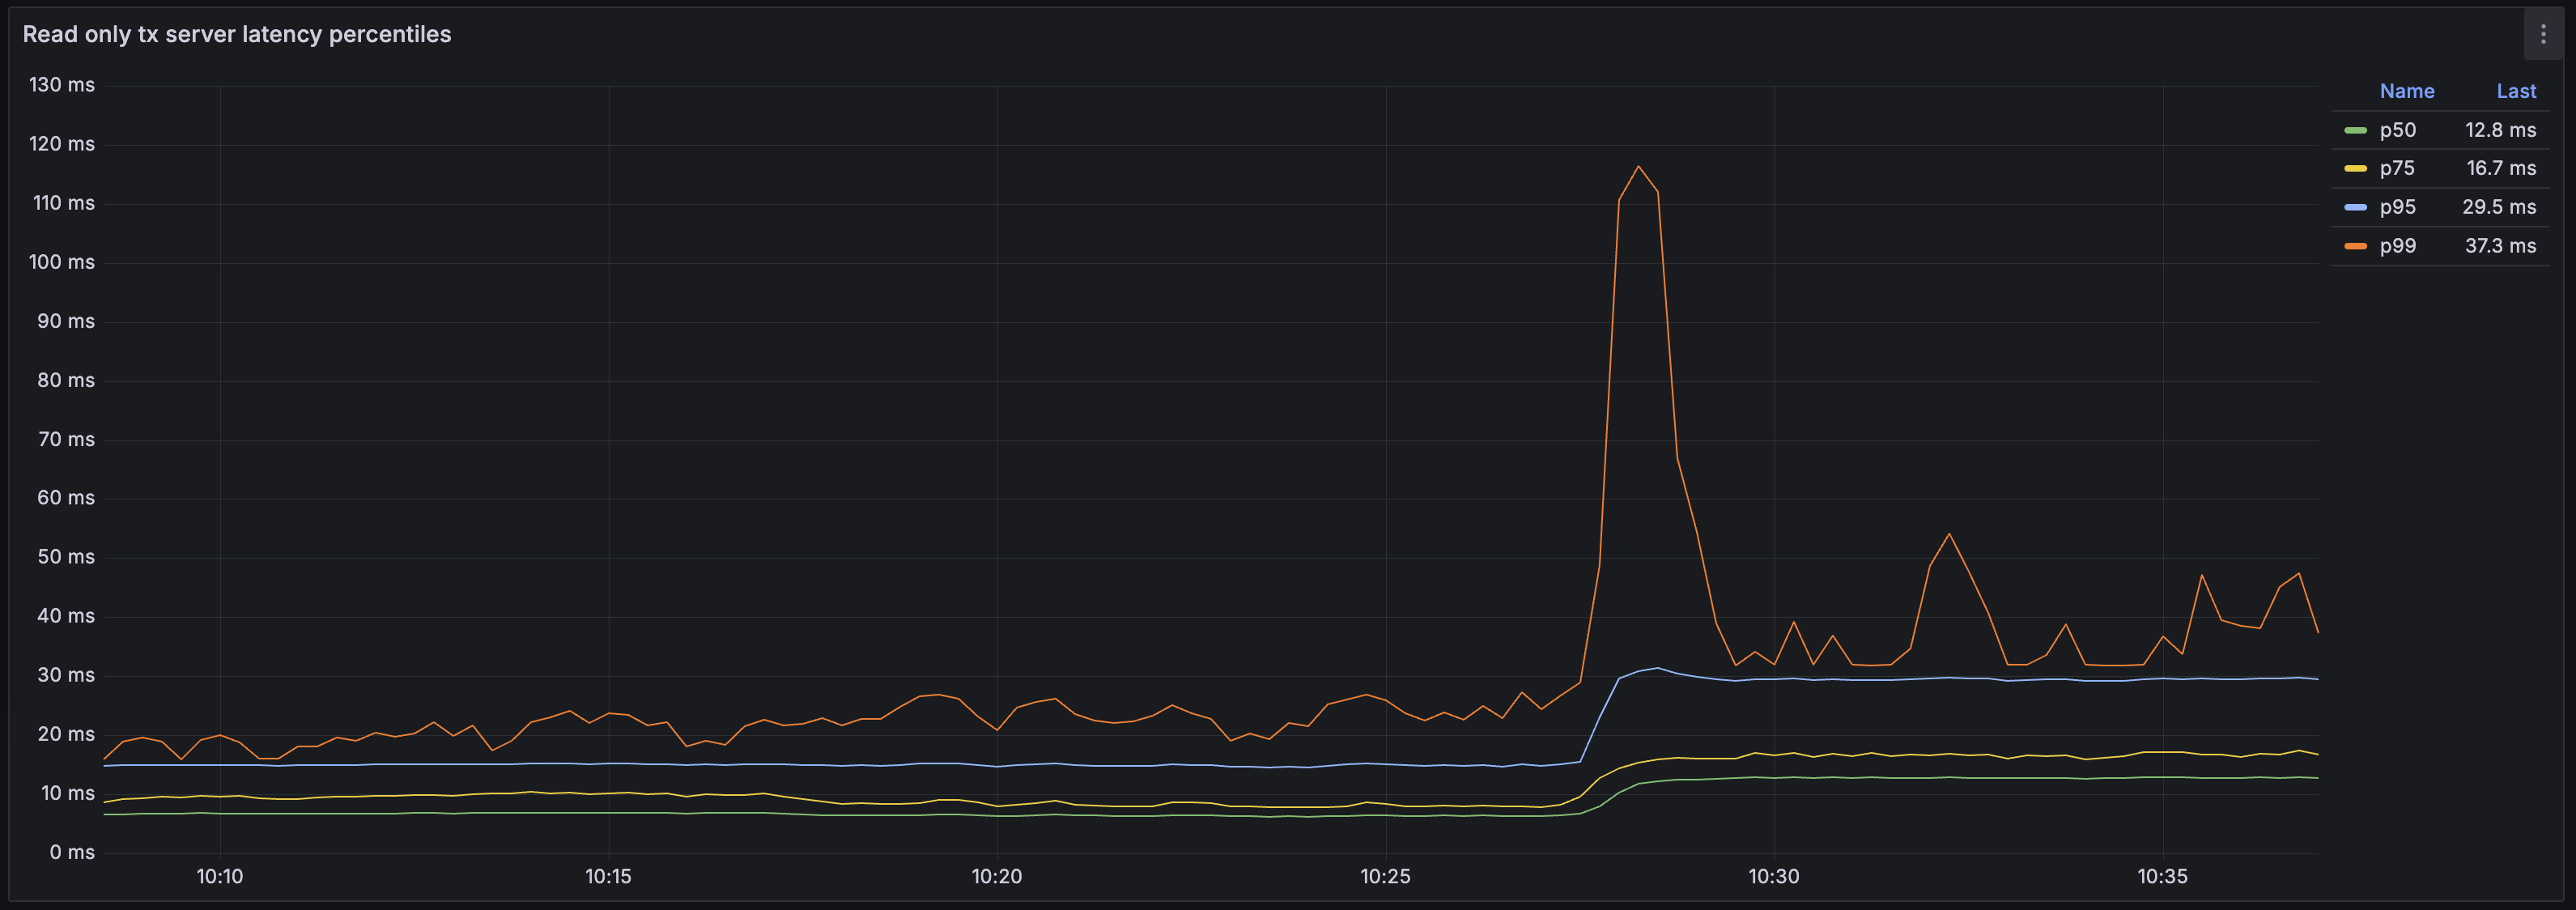 Read only tx server latency percentiles
130 ms
120 ms
110 ms
100 ms
90 ms
80 ms
70 ms
60 ms
50 ms
40 ms
30 ms
20 ms
10 ms
0 ms
10:10 10:15 10:20 10:25 10:30 10:35
Name Last
p50 12.8 ms
p75 16.7 ms
p95 29.5 ms
p99 37.3 ms